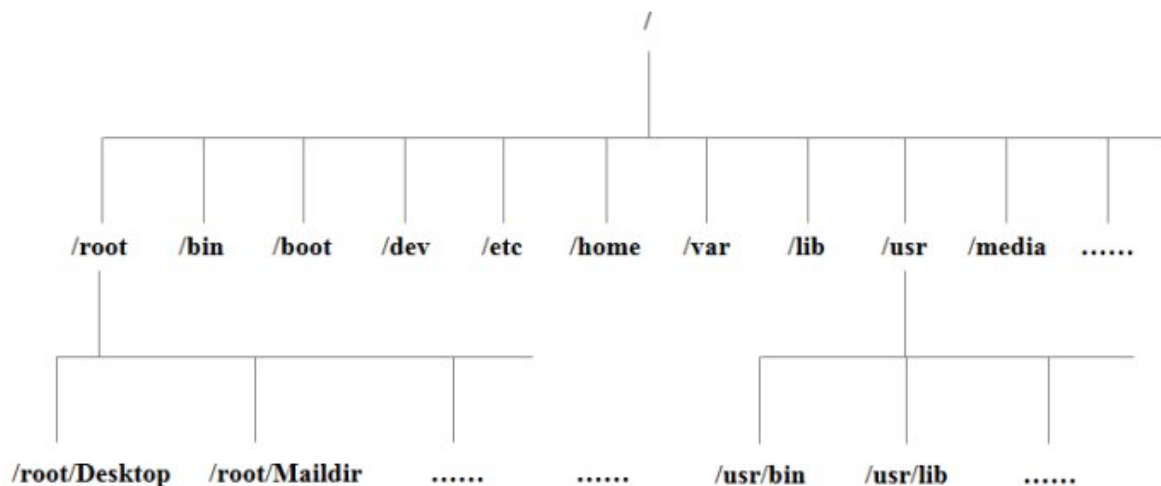 /
/root /bin /boot /dev /etc /home /var /lib /usr /media ......
/root/Desktop /root/Maildir ...... ...... /usr/bin /usr/lib ......